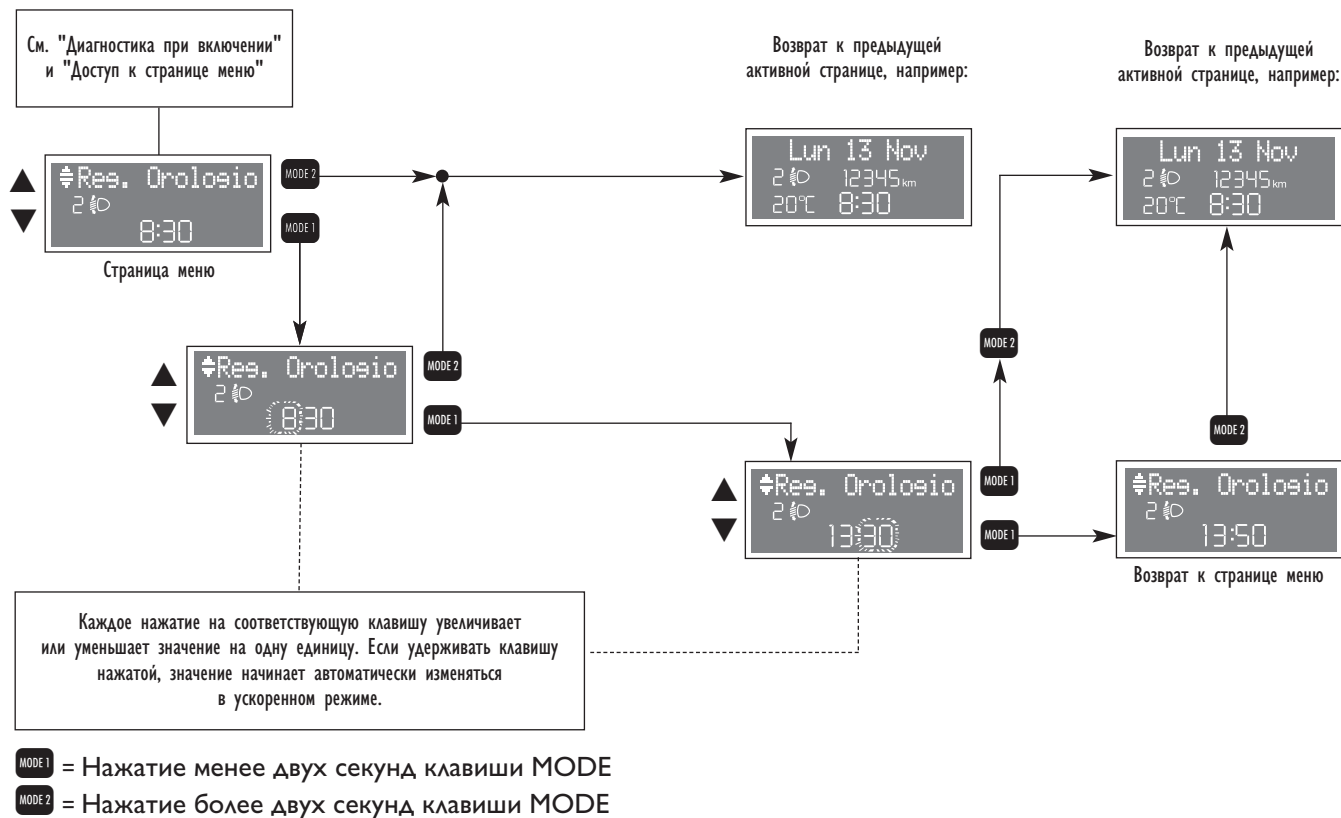 См. "Диагностика при включении"
и "Доступ к странице меню"
Возврат к предыдущей
активной странице, например:
Возврат к предыдущей
активной странице, например:
Reg. Orologio
2
8:30
MODE 2
MODE 1
Страница меню
Lun 13 Nov
2 12345 km
20°C 8:30
Lun 13 Nov
2 12345 km
20°C 8:30
Reg. Orologio
2
8:30
MODE 2
MODE 1
MODE 2
MODE 2
Reg. Orologio
2
13:30
MODE 1
MODE 1
Reg. Orologio
2
13:50
Возврат к странице меню
Каждое нажатие на соответствующую клавишу увеличивает
или уменьшает значение на одну единицу. Если удерживать клавишу
нажатой, значение начинает автоматически изменяться
в ускоренном режиме.
MODE 1 = Нажатие менее двух секунд клавиши MODE
MODE 2 = Нажатие более двух секунд клавиши MODE